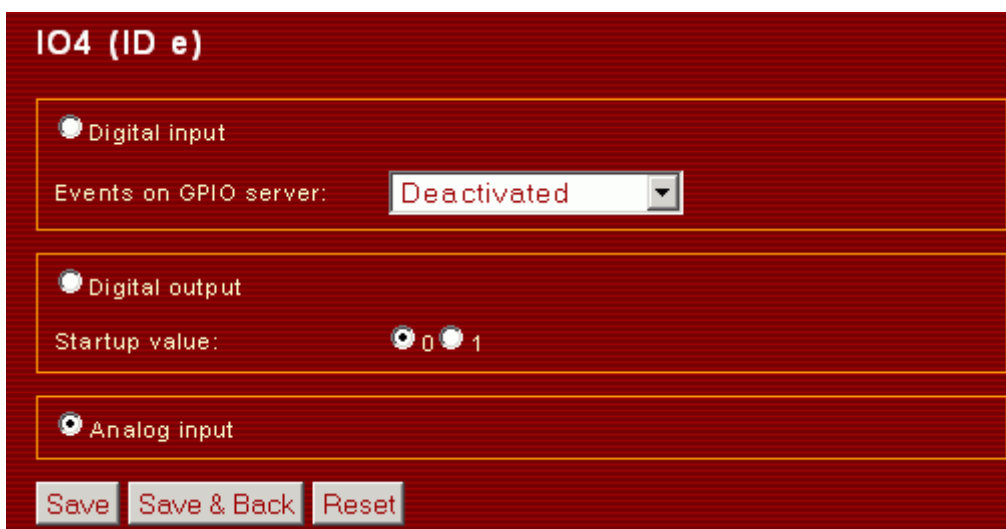 IO4 (ID e)
Digital input
Events on GPIO server: Deactivated
Digital output
Startup value: 0 1
Analog input
Save Save & Back Reset